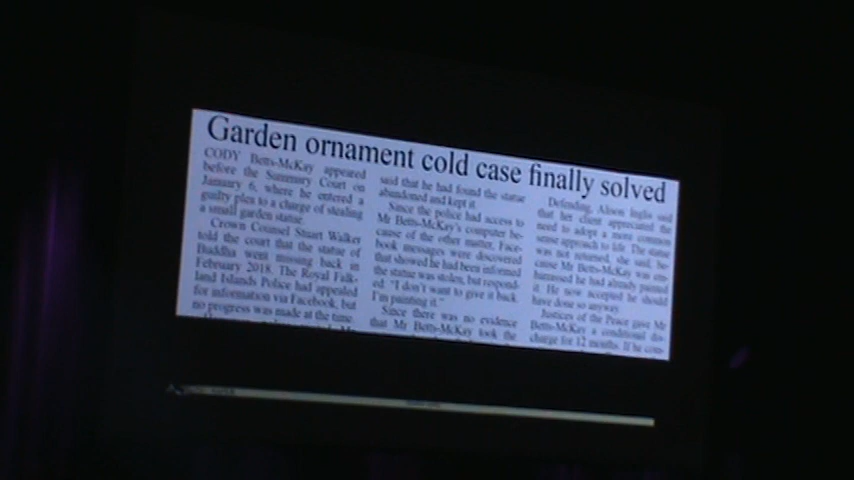 Garden ornament cold case finally solved
CODY Betts-McKay appeared
before the Summary Court on
January 6, where he entered a
guilty plea to a charge of stealing
a small garden statue.
Crown Counsel Stuart Walker
told the court that the statue of
Buddha went missing back in
February 2018. The Royal Falk-
land Islands Police had appealed
for information via Facebook, but
no progress was made at the time.
said that he had found the statue
abandoned and kept it.
Since the police had access to
Mr Betts-McKay's computer be-
cause of the other matter, Face-
book messages were discovered
that showed he had been informed
the statue was stolen, but respond-
ed: "I don't want to give it back
I'm painting it."
Since there was no evidence
that Mr Betts-McKay took the
Defending, Alison Inglis said
that her client appreciated the
need to adopt a more common
sense approach to life. The statue
was not returned, she said, be-
cause Mr Betts-McKay was em-
barrassed he had already painted
it. He now accepted he should
have done so anyway.
Justices of the Peace gave Mr
Betts-McKay a conditional dis-
charge for 12 months. If he com-